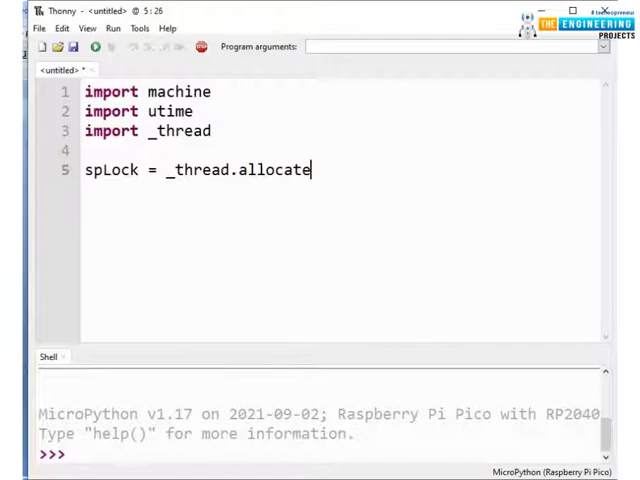 Thonny - <untitled> @ 5:26
# technopreneur
THE ENGINEERING
PROJECTS
File Edit View Run Tools Help
Program arguments:
<untitled> *
1 import machine
2 import utime
3 import _thread
4
5 spLock = _thread.allocate
Shell
MicroPython v1.17 on 2021-09-02; Raspberry Pi Pico with RP2040
Type "help()" for more information.
>>>
MicroPython (Raspberry Pi Pico)